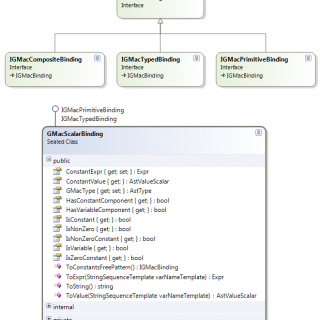 Interface
IGMacCompositeBinding
Interface
→ IGMacBinding
IGMacTypedBinding
Interface
→ IGMacBinding
IGMacPrimitiveBinding
Interface
→ IGMacBinding
IGMacPrimitiveBinding
IGMacTypedBinding
GMacScalarBinding
Sealed Class
public
ConstantExpr { get; set; } : Expr
ConstantValue { get; } : AstValueScalar
GMacType { get; set; } : AstType
HasConstantComponent { get; } : bool
HasVariableComponent { get; } : bool
IsConstant { get; } : bool
IsNonZero { get; } : bool
IsNonZeroConstant { get; } : bool
IsVariable { get; } : bool
IsZeroConstant { get; } : bool
ToConstantsFreePattern() : IGMacBinding
ToExpr(StringSequenceTemplate varNameTemplate) : Expr
ToString() : string
ToValue(StringSequenceTemplate varNameTemplate) : AstValueScalar
internal
private